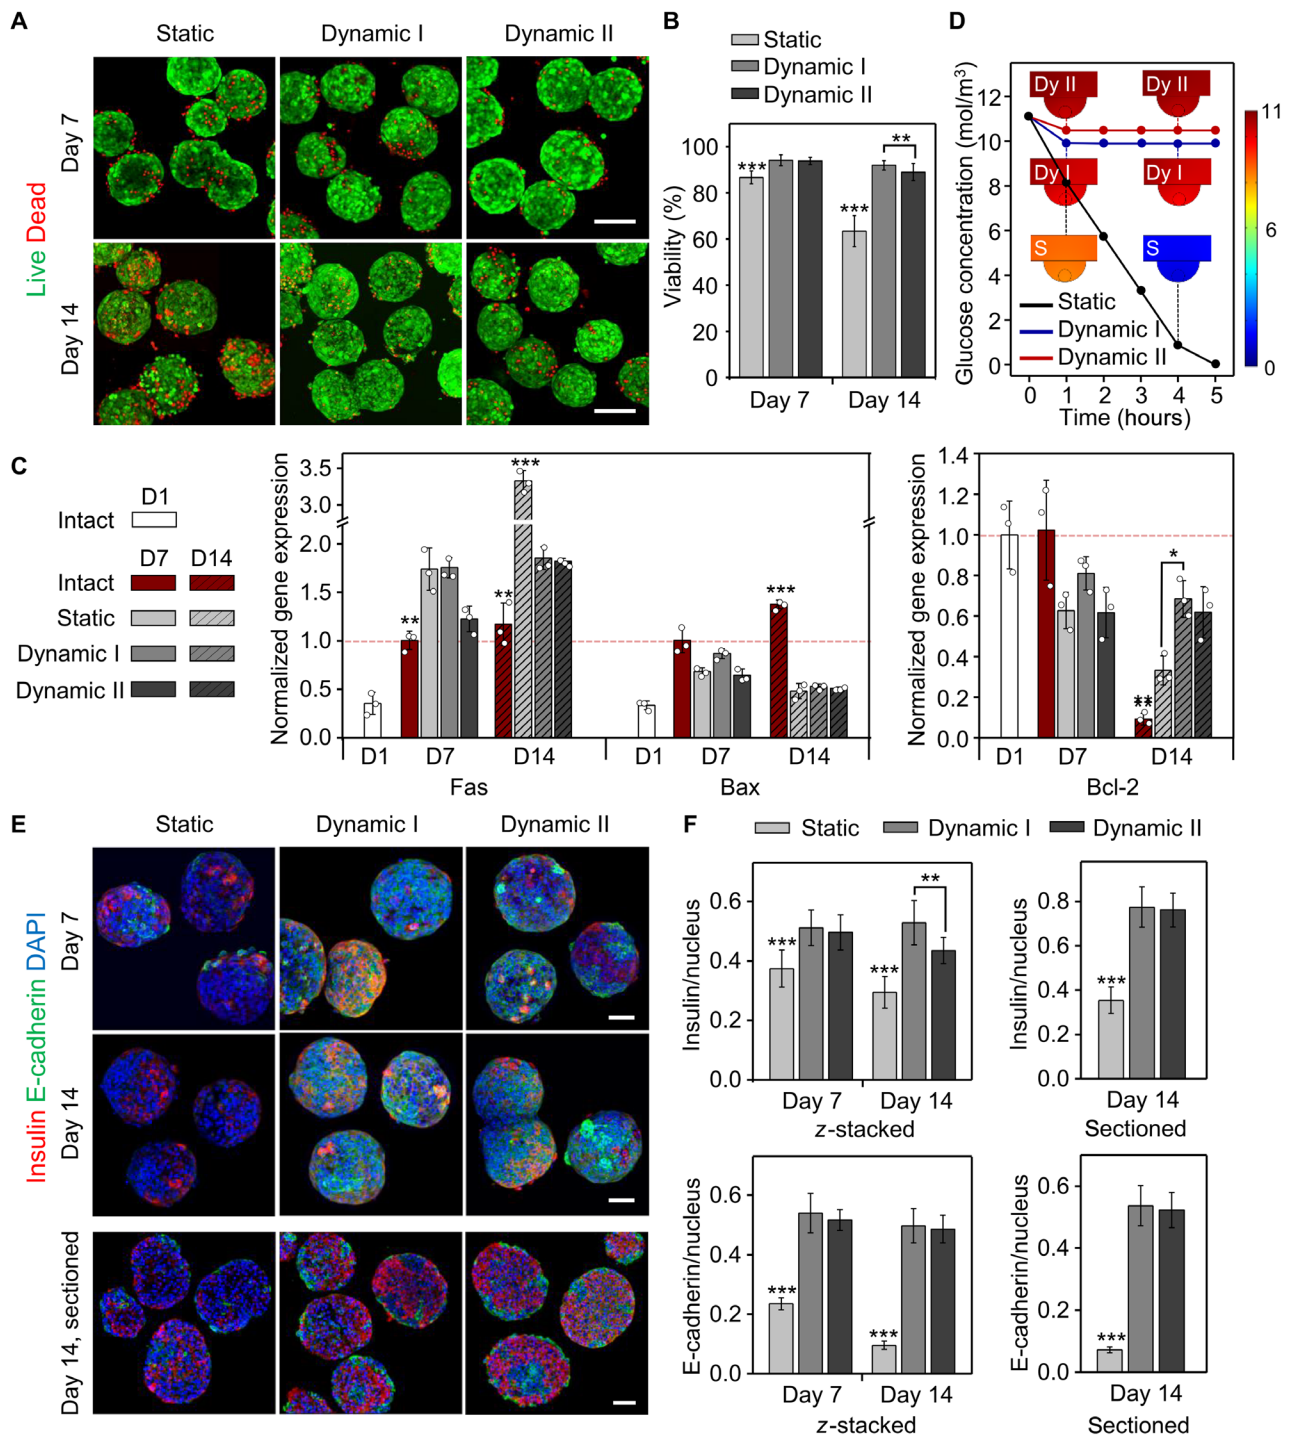 A
Static
Dynamic I
Dynamic II
Live Dead
Day 7
Day 14
B
Static
Dynamic I
Dynamic II
Viability (%)
100
80
60
40
20
0
***
***
**
Day 7
Day 14
D
Glucose concentration (mol/m³)
12
10
8
6
4
2
0
Dy II
Dy II
Dy I
Dy I
S
S
Static
Dynamic I
Dynamic II
0 1 2 3 4 5
Time (hours)
11
6
0
C
D1
Intact
D7 D14
Intact
Static
Dynamic I
Dynamic II
Normalized gene expression
3.5
3.0
2.0
1.5
1.0
0.5
0.0
**
**
***
***
D1 D7 D14 D1 D7 D14
Fas Bax
Normalized gene expression
1.4
1.2
1.0
0.8
0.6
0.4
0.2
0.0
**
*
D1 D7 D14
Bcl-2
E
Static
Dynamic I
Dynamic II
Insulin E-cadherin DAPI
Day 7
Day 14
Day 14, sectioned
F
Static
Dynamic I
Dynamic II
Insulin/nucleus
0.6
0.4
0.2
0.0
***
***
**
Day 7 Day 14
z-stacked
Insulin/nucleus
0.8
0.6
0.4
0.2
0.0
***
Day 14
Sectioned
E-cadherin/nucleus
0.6
0.4
0.2
0.0
***
***
Day 7 Day 14
z-stacked
E-cadherin/nucleus
0.6
0.4
0.2
0.0
***
Day 14
Sectioned